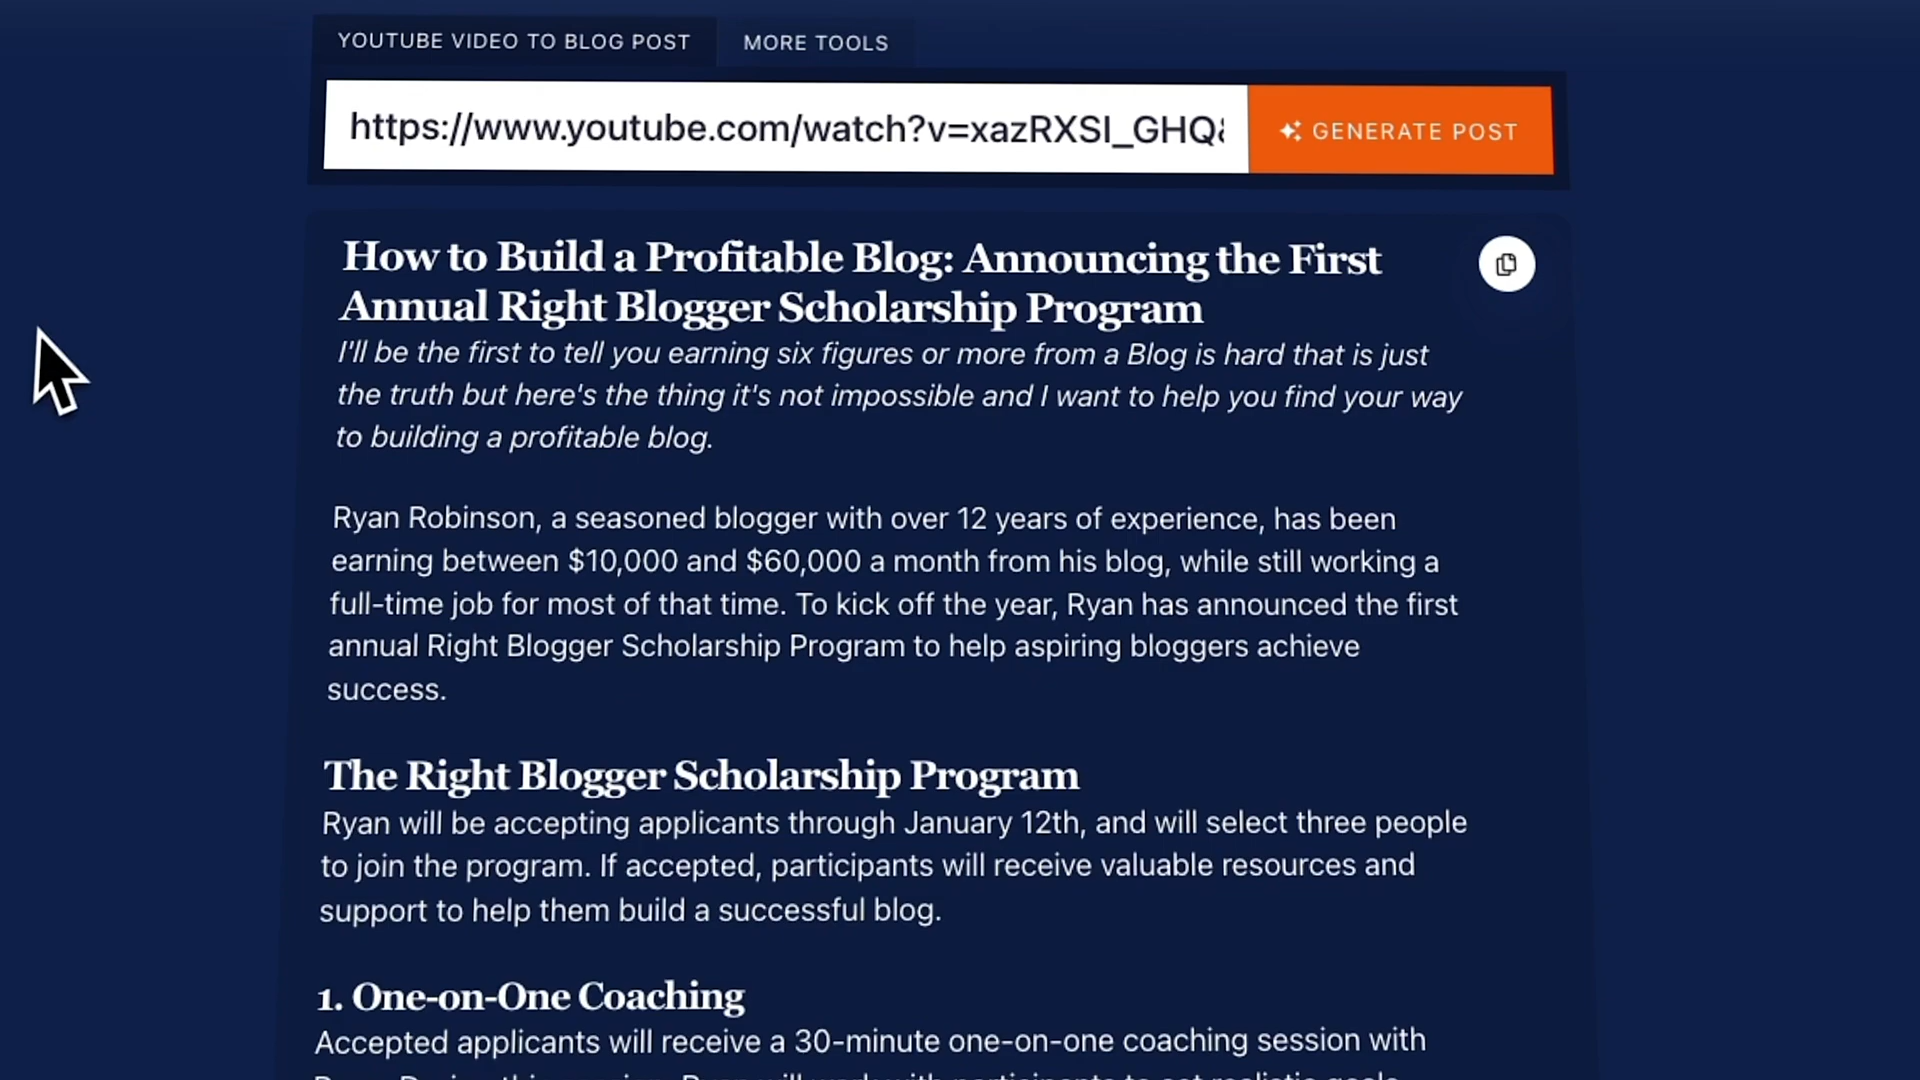 YOUTUBE VIDEO TO BLOG POST
MORE TOOLS
https://www.youtube.com/watch?v=xazRXSI_GHQ&
GENERATE POST
How to Build a Profitable Blog: Announcing the First
Annual Right Blogger Scholarship Program
I'll be the first to tell you earning six figures or more from a Blog is hard that is just
the truth but here's the thing it's not impossible and I want to help you find your way
to building a profitable blog.
Ryan Robinson, a seasoned blogger with over 12 years of experience, has been
earning between $10,000 and $60,000 a month from his blog, while still working a
full-time job for most of that time. To kick off the year, Ryan has announced the first
annual Right Blogger Scholarship Program to help aspiring bloggers achieve
success.
The Right Blogger Scholarship Program
Ryan will be accepting applicants through January 12th, and will select three people
to join the program. If accepted, participants will receive valuable resources and
support to help them build a successful blog.
1. One-on-One Coaching
Accepted applicants will receive a 30-minute one-on-one coaching session with